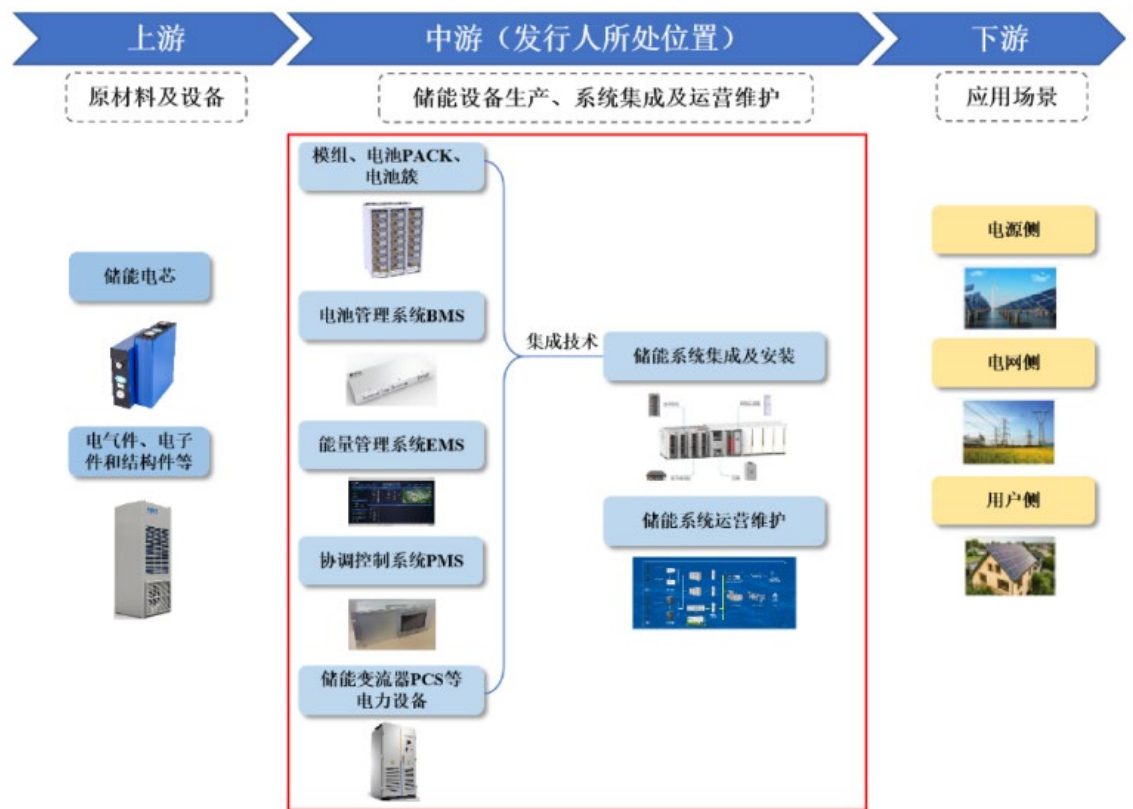 上游
中游（发行人所处位置）
下游
原材料及设备
储能设备生产、系统集成及运营维护
应用场景
储能电芯
电气件、电子
件和结构件等
模组、电池PACK、
电池簇
电池管理系统BMS
能量管理系统EMS
协调控制系统PMS
储能变流器PCS等
电力设备
集成技术
储能系统集成及安装
储能系统运营维护
电源侧
电网侧
用户侧